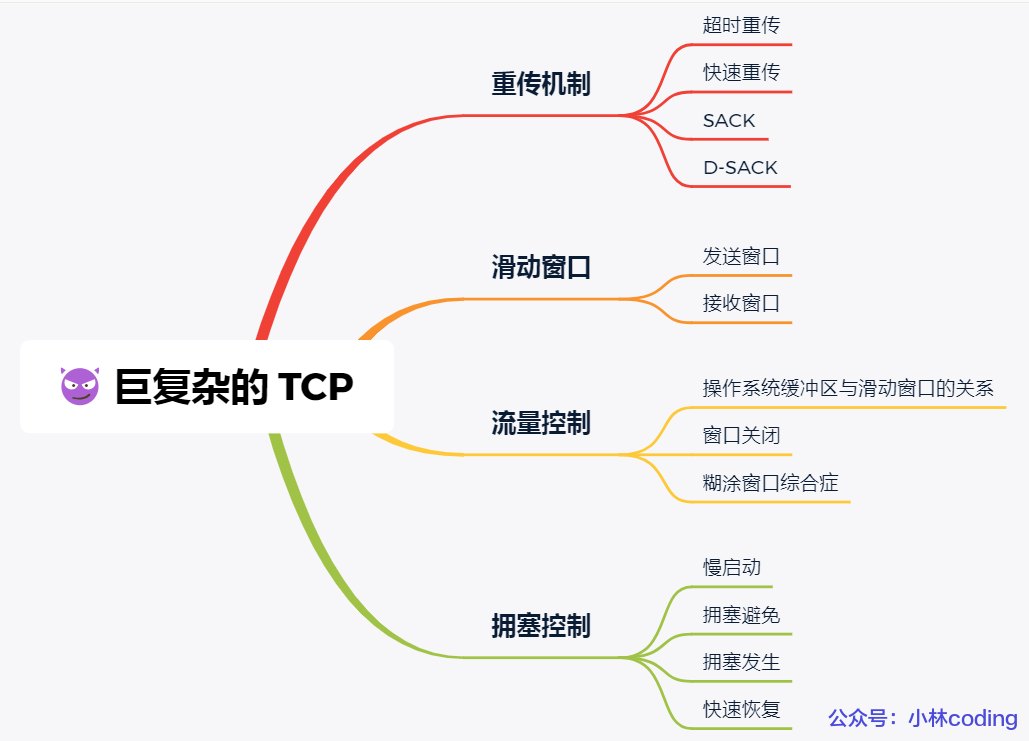 巨复杂的 TCP
重传机制
超时重传
快速重传
SACK
D-SACK
滑动窗口
发送窗口
接收窗口
流量控制
操作系统缓冲区与滑动窗口的关系
窗口关闭
糊涂窗口综合症
拥塞控制
慢启动
拥塞避免
拥塞发生
快速恢复
公众号：小林coding